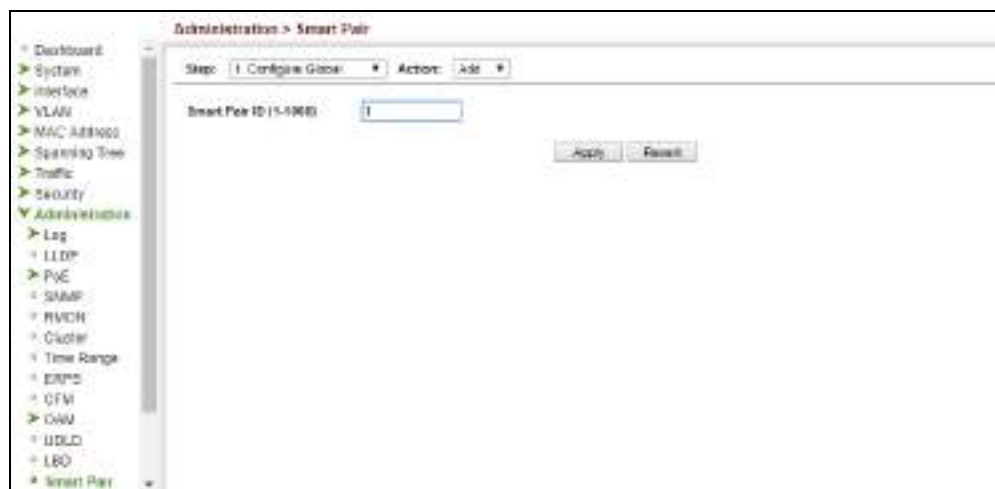 Administration > Smart Pair
Step: 1. Configure Global Action: Add
Smart Pair ID (1-1000) 1
Apply Revert
Dashboard
System
Interface
VLAN
MAC Address
Spanning Tree
Traffic
Security
Administration
Log
LLDP
PoE
SNMP
RMON
Cluster
Time Range
ERPS
CFM
OAM
UDLD
LBD
Smart Pair